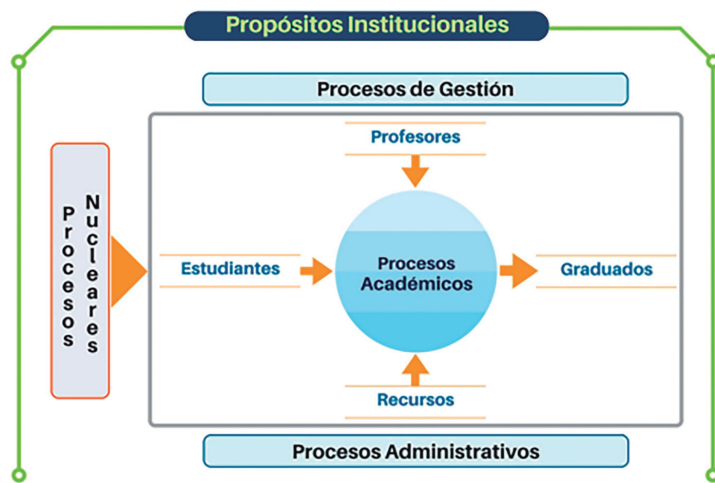 Propósitos Institucionales
Procesos de Gestión
Procesos
Nucleares
Profesores
Estudiantes
Procesos
Académicos
Graduados
Recursos
Procesos Administrativos